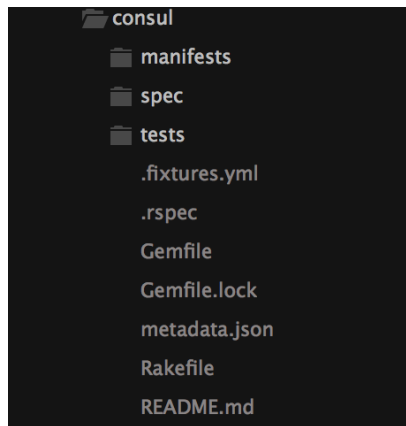 consul
manifests
spec
tests
.fixtures.yml
.rspec
Gemfile
Gemfile.lock
metadata.json
Rakefile
README.md